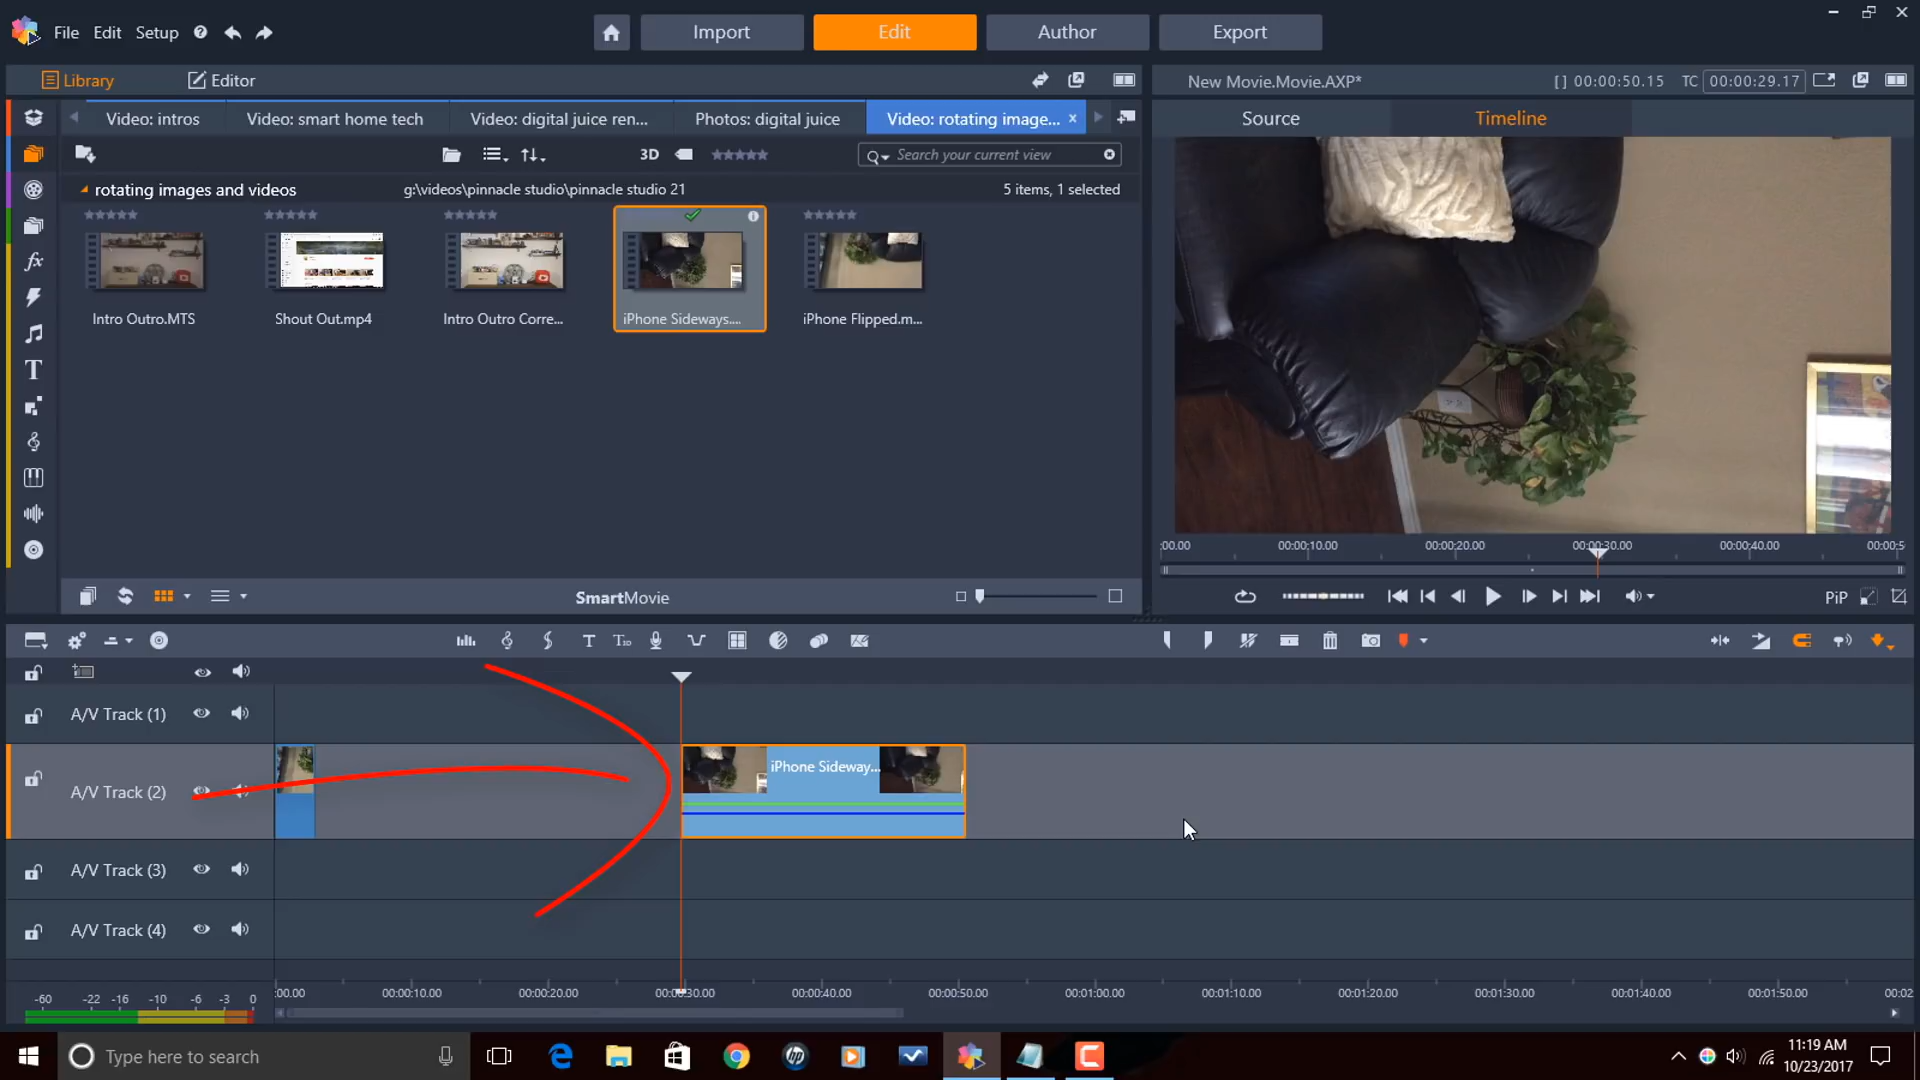 File Edit Setup
Import Edit Author Export
Library Editor
New Movie.Movie.AXP* [ ] 00:00:50.15 TC 00:00:29.17
Video: intros Video: smart home tech Video: digital juice ren... Photos: digital juice Video: rotating image... x
Source Timeline
3D Search your current view
rotating images and videos g:\videos\pinnacle studio\pinnacle studio 21 5 items, 1 selected
Intro Outro.MTS Shout Out.mp4 Intro Outro Corre... iPhone Sideways.... iPhone Flipped.m...
:00.00 00:00:10.00 00:00:20.00 00:00:30.00 00:00:40.00 00:00:5
SmartMovie
PiP
A/V Track (1)
A/V Track (2) iPhone Sideway...
A/V Track (3)
A/V Track (4)
-60 -22 -16 -10 -6 -3 0
:00.00 00:00:10.00 00:00:20.00 00:00:30.00 00:00:40.00 00:00:50.00 00:01:00.00 00:01:10.00 00:01:20.00 00:01:30.00 00:01:40.00 00:01:50.00 00:02
Type here to search
11:19 AM
10/23/2017